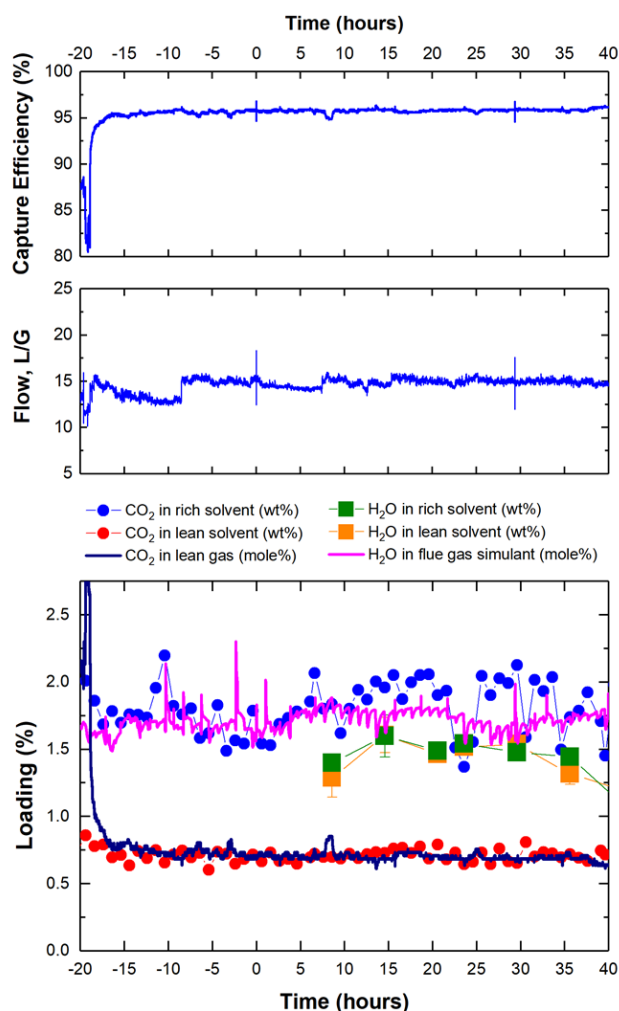 Time (hours)
-20 -15 -10 -5 0 5 10 15 20 25 30 35 40
Capture Efficiency (%)
100
95
90
85
80
Flow, L/G
25
20
15
10
5
CO₂ in rich solvent (wt%) H₂O in rich solvent (wt%)
CO₂ in lean solvent (wt%) H₂O in lean solvent (wt%)
CO₂ in lean gas (mole%) H₂O in flue gas simulant (mole%)
Loading (%)
2.5
2.0
1.5
1.0
0.5
0.0
-20 -15 -10 -5 0 5 10 15 20 25 30 35 40
Time (hours)